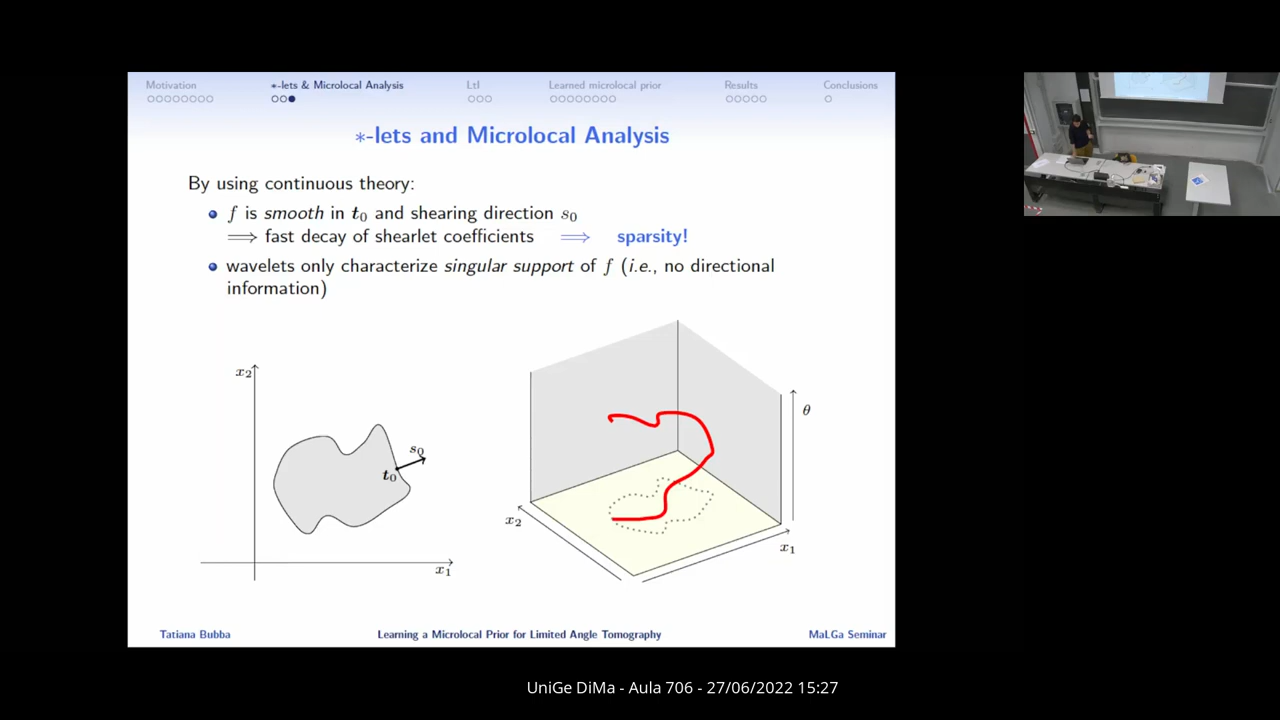 Motivation
∗-lets & Microlocal Analysis
LtI
Learned microlocal prior
Results
Conclusions
∗-lets and Microlocal Analysis
By using continuous theory:
f is smooth in t₀ and shearing direction s₀
⟹ fast decay of shearlet coefficients ⟹ sparsity!
wavelets only characterize singular support of f (i.e., no directional
information)
x₂
s₀
t₀
x₁
θ
x₂
x₁
Tatiana Bubba
Learning a Microlocal Prior for Limited Angle Tomography
MaLGa Seminar
UniGe DiMa - Aula 706 - 27/06/2022 15:27